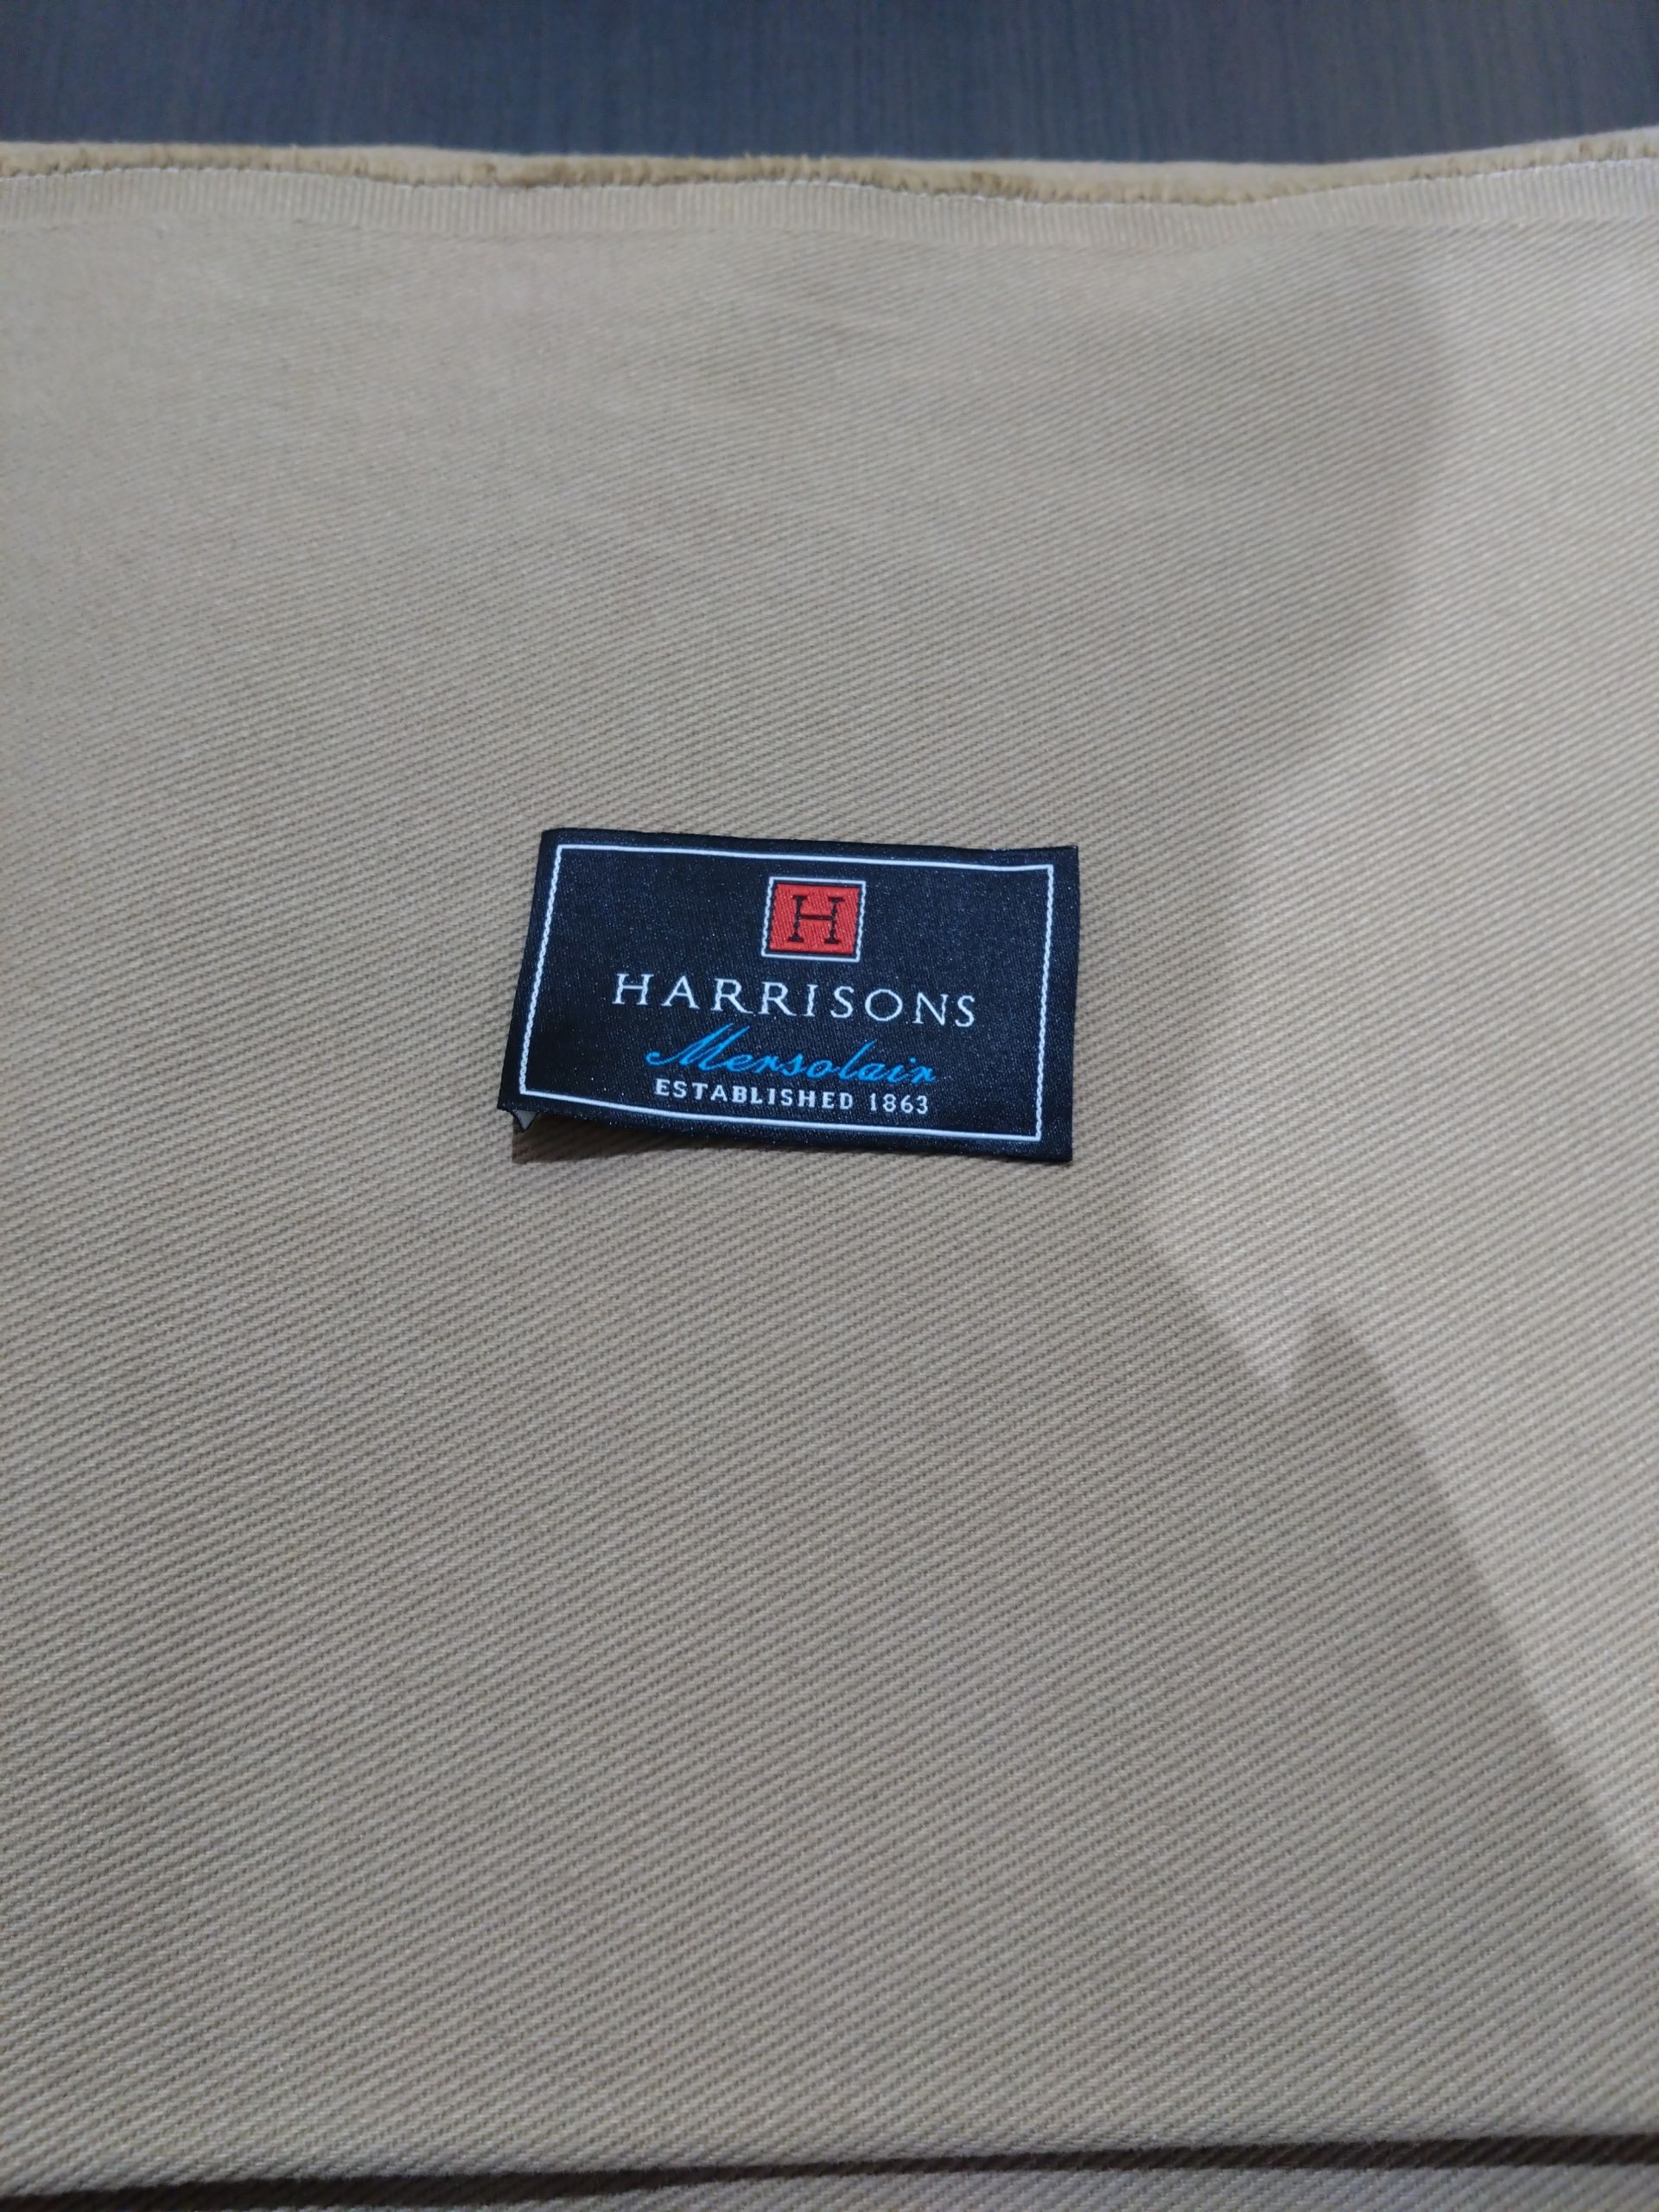 H
HARRISONS
Mersolair
ESTABLISHED 1863